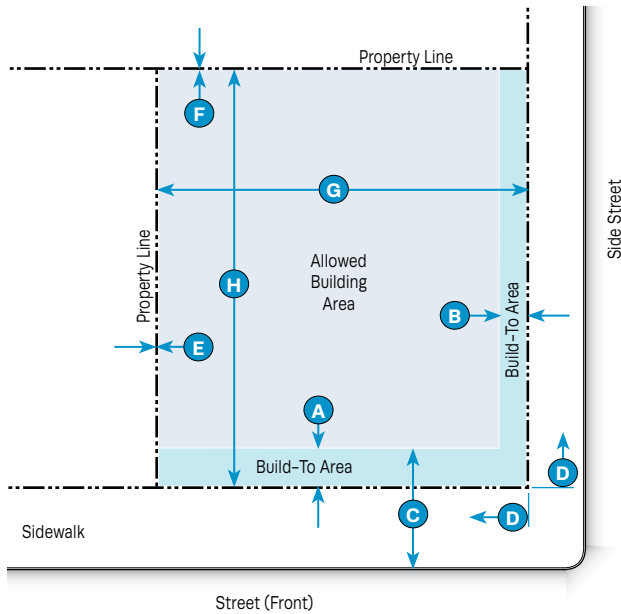 Property Line
F
G
Side Street
Property Line
Allowed
Building
Area
H
B
Build-To Area
E
A
Build-To Area
D
C
D
Sidewalk
Street (Front)